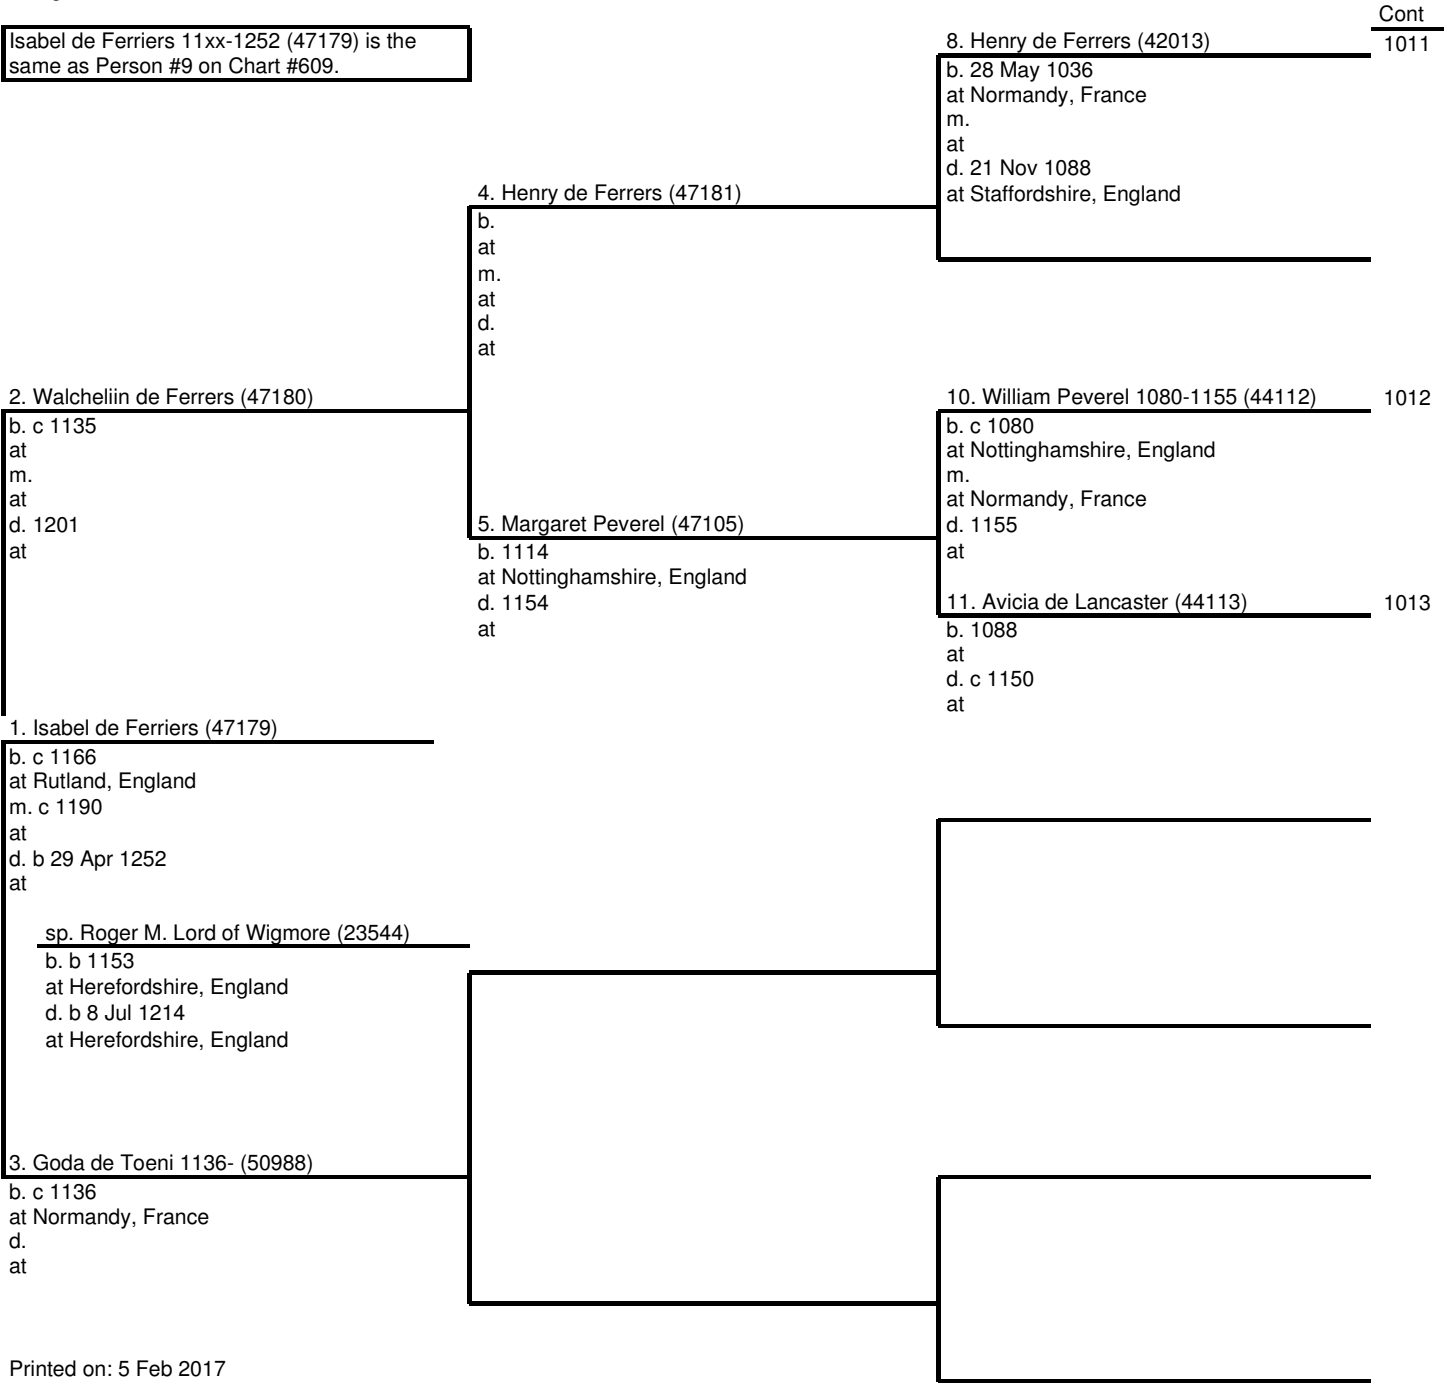 Cont
Isabel de Ferriers 11xx-1252 (47179) is the
same as Person #9 on Chart #609.
8. Henry de Ferrers (42013)
1011
b. 28 May 1036
at Normandy, France
m.
at
d. 21 Nov 1088
at Staffordshire, England
4. Henry de Ferrers (47181)
b.
at
m.
at
d.
at
2. Walcheliin de Ferrers (47180)
b. c 1135
at
m.
at
d. 1201
at
10. William Peverel 1080-1155 (44112)
1012
b. c 1080
at Nottinghamshire, England
m.
at Normandy, France
d. 1155
at
5. Margaret Peverel (47105)
b. 1114
at Nottinghamshire, England
d. 1154
at
11. Avicia de Lancaster (44113)
1013
b. 1088
at
d. c 1150
at
1. Isabel de Ferriers (47179)
b. c 1166
at Rutland, England
m. c 1190
at
d. b 29 Apr 1252
at
sp. Roger M. Lord of Wigmore (23544)
b. b 1153
at Herefordshire, England
d. b 8 Jul 1214
at Herefordshire, England
3. Goda de Toeni 1136- (50988)
b. c 1136
at Normandy, France
d.
at
Printed on: 5 Feb 2017